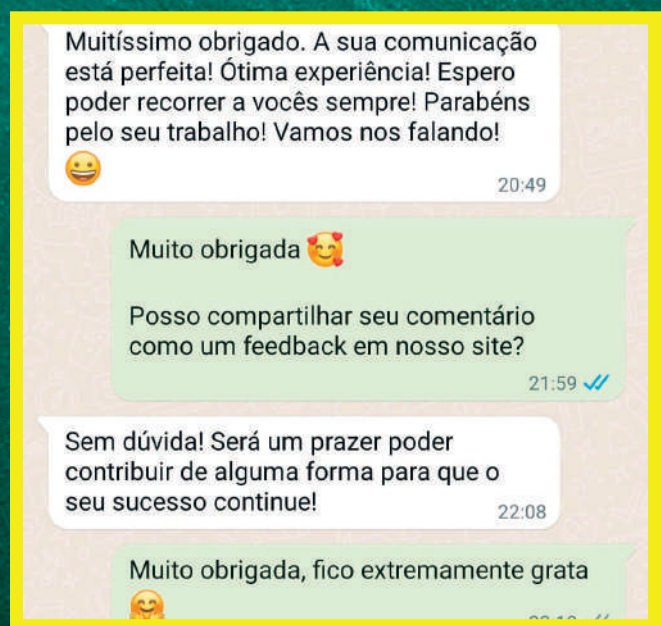 Muitíssimo obrigado. A sua comunicação
está perfeita! Ótima experiência! Espero
poder recorrer a vocês sempre! Parabéns
pelo seu trabalho! Vamos nos falando!
😀
20:49
Muito obrigada 🥰
Posso compartilhar seu comentário
como um feedback em nosso site?
21:59
Sem dúvida! Será um prazer poder
contribuir de alguma forma para que o
seu sucesso continue!
22:08
Muito obrigada, fico extremamente grata
🤗